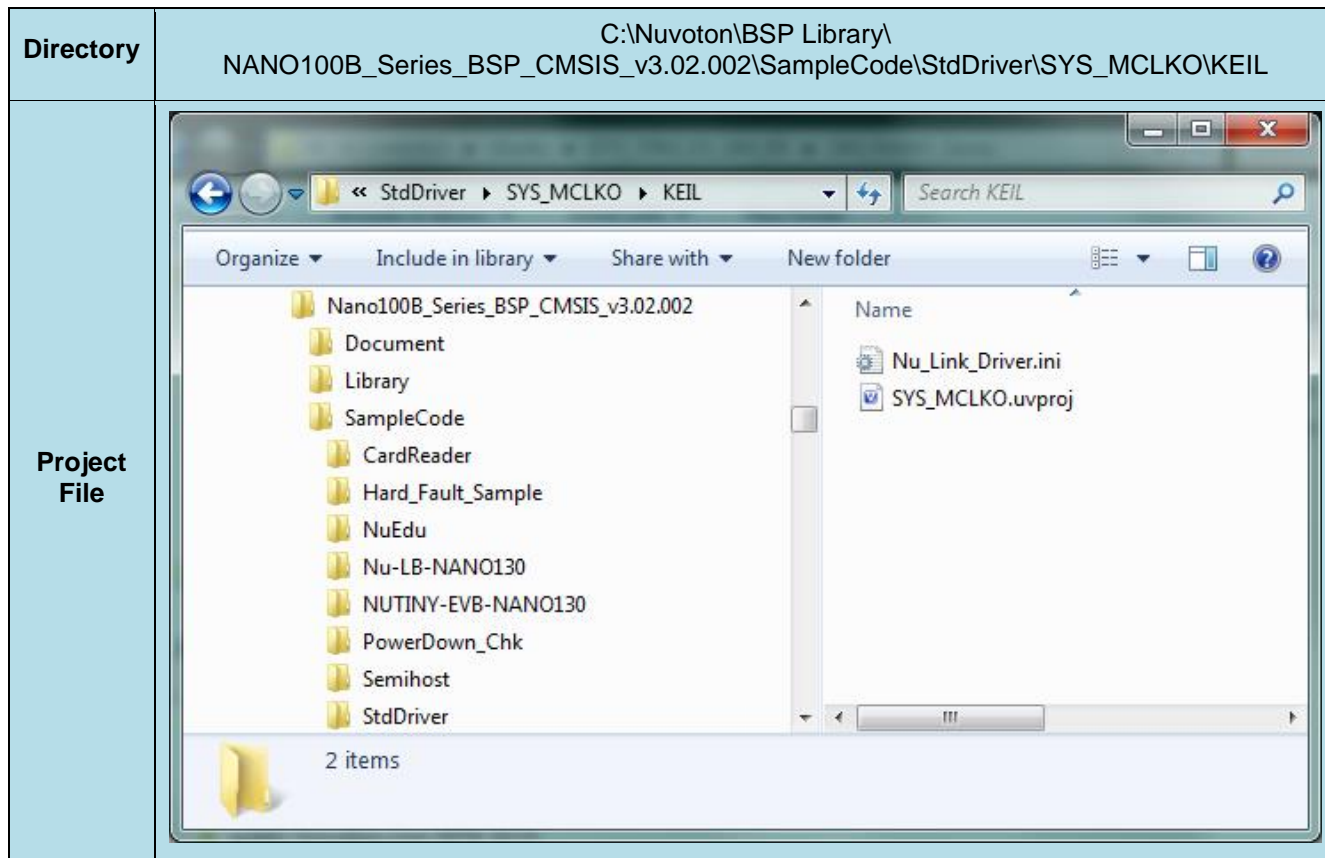 Directory
C:\Nuvoton\BSP Library\
NANO100B_Series_BSP_CMSIS_v3.02.002\SampleCode\StdDriver\SYS_MCLKO\KEIL
Project
File
« StdDriver ▸ SYS_MCLKO ▸ KEIL
Search KEIL
Organize ▾ Include in library ▾ Share with ▾ New folder
Nano100B_Series_BSP_CMSIS_v3.02.002
Document
Library
SampleCode
CardReader
Hard_Fault_Sample
NuEdu
Nu-LB-NANO130
NUTINY-EVB-NANO130
PowerDown_Chk
Semihost
StdDriver
Name
Nu_Link_Driver.ini
SYS_MCLKO.uvproj
2 items